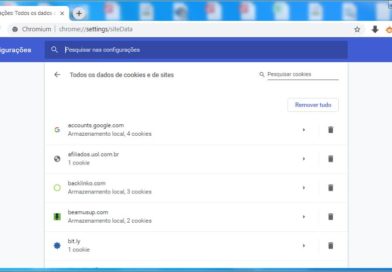 ações Todos os dados d
Chromium | chrome://settings/siteData
figurações
Pesquisar nas configurações
Todos os dados de cookies e de sites
Pesquisar cookies
Remover tudo
accounts.google.com
Armazenamento local, 4 cookies
afiliados.uol.com.br
1 cookie
backlinko.com
Armazenamento local, 3 cookies
beamusup.com
Armazenamento local, 2 cookies
bit.ly
1 cookie